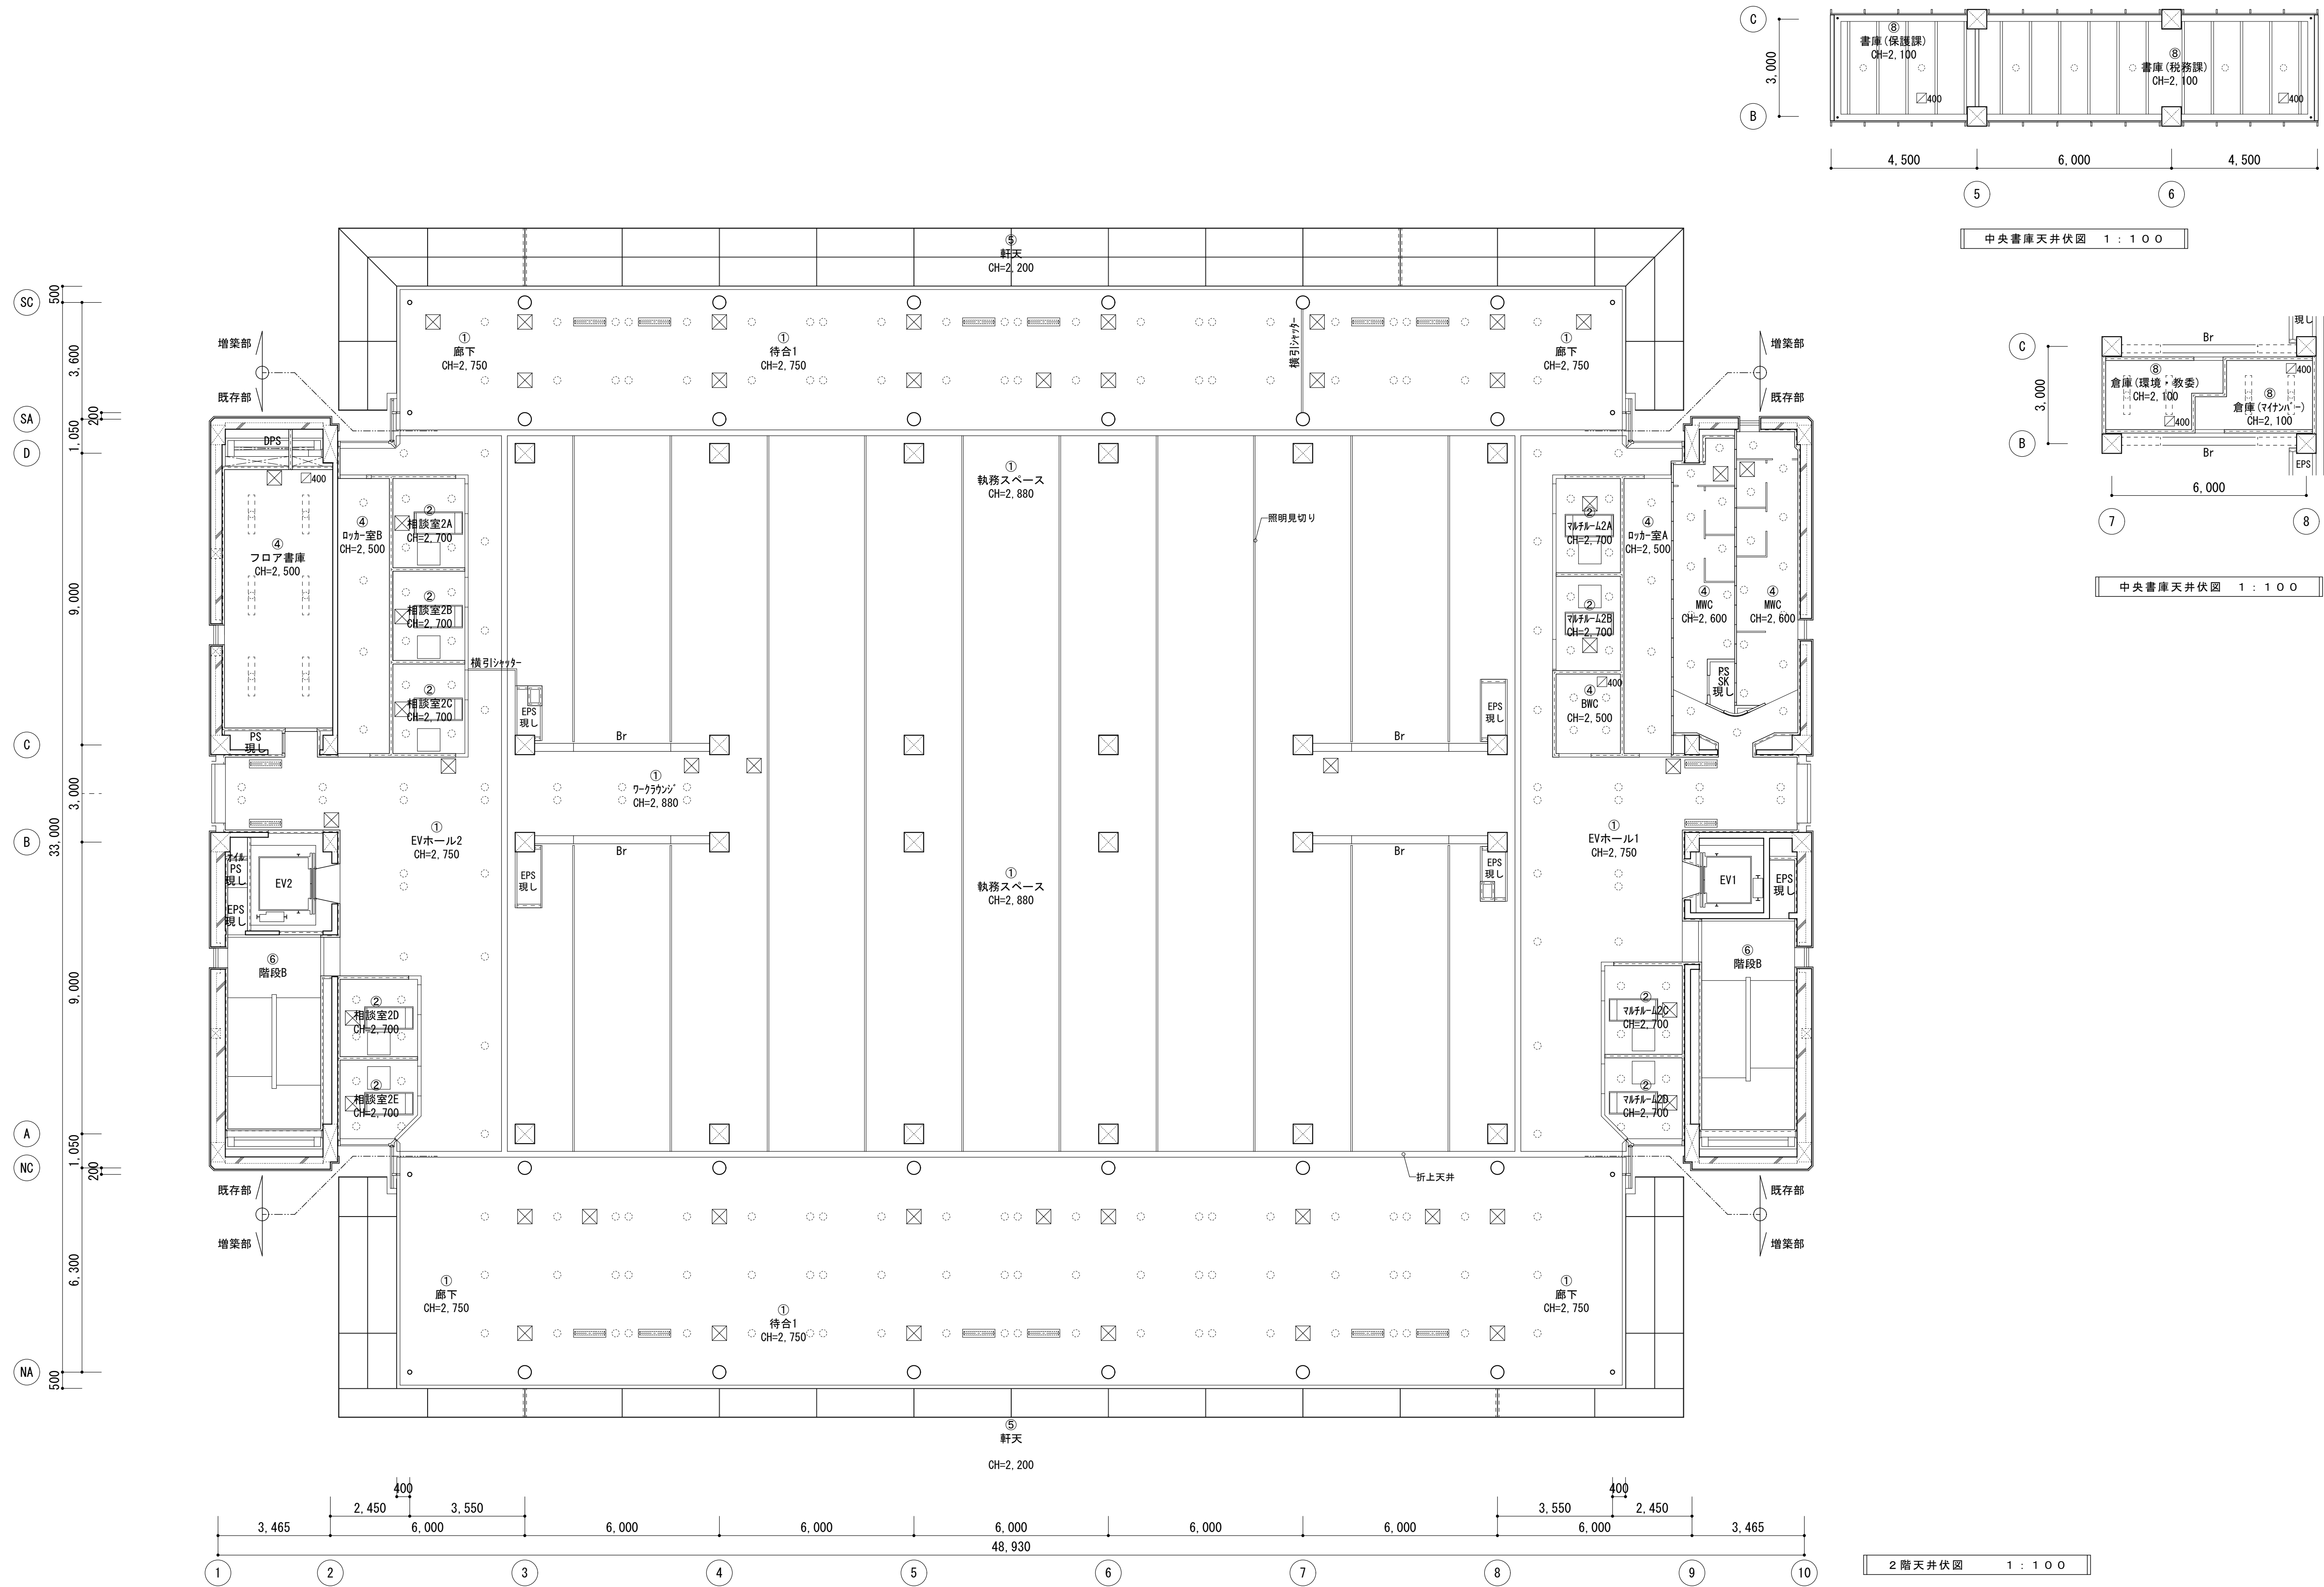 C
B
3,000
⑧
書庫(保護課)
CH=2,100
⑧
書庫(税務課)
CH=2,100
400
400
4,500
6,000
4,500
5
6
中央書庫天井伏図 1:100
C
B
3,000
現し
Br
⑧
倉庫(環境・教委)
CH=2,100
400
⑧
倉庫(ﾏｲﾅﾝﾊﾞｰ)
CH=2,100
400
Br
EPS
6,000
7
8
中央書庫天井伏図 1:100
⑤
軒天
CH=2,200
SC
SA
D
C
B
A
NC
NA
500
3,600
200
1,050
9,000
3,000
33,000
9,000
1,050
200
6,300
500
増築部
既存部
①
廊下
CH=2,750
①
待合1
CH=2,750
横引ｼｬｯﾀｰ
①
廊下
CH=2,750
増築部
既存部
DPS
400
④
フロア書庫
CH=2,500
④
ﾛｯｶｰ室B
CH=2,500
②
相談室2A
CH=2,700
②
相談室2B
CH=2,700
②
相談室2C
CH=2,700
横引ｼｬｯﾀｰ
EPS
現し
PS
現し
①
執務スペース
CH=2,880
照明見切り
②
ﾏﾙﾁﾙｰﾑ2A
CH=2,700
②
ﾏﾙﾁﾙｰﾑ2B
CH=2,700
④
ﾛｯｶｰ室A
CH=2,500
④
MWC
CH=2,600
④
MWC
CH=2,600
PS
SK
現し
400
④
BWC
CH=2,500
EPS
現し
Br
Br
①
ﾜｰｸﾗｳﾝｼﾞ
CH=2,880
①
EVホール2
CH=2,750
①
EVホール1
CH=2,750
Br
Br
ｵｲﾙ
PS
現し
EPS
現し
EV2
EPS
現し
①
執務スペース
CH=2,880
EPS
現し
EV1
EPS
現し
⑥
階段B
⑥
階段B
②
相談室2D
CH=2,700
②
相談室2E
CH=2,700
②
ﾏﾙﾁﾙｰﾑ2C
CH=2,700
②
ﾏﾙﾁﾙｰﾑ2D
CH=2,700
折上天井
既存部
増築部
既存部
増築部
①
廊下
CH=2,750
①
待合1
CH=2,750
①
廊下
CH=2,750
⑤
軒天
CH=2,200
400
2,450
3,550
400
3,550
2,450
3,465
6,000
6,000
6,000
6,000
6,000
6,000
6,000
3,465
48,930
1
2
3
4
5
6
7
8
9
10
2階天井伏図 1:100